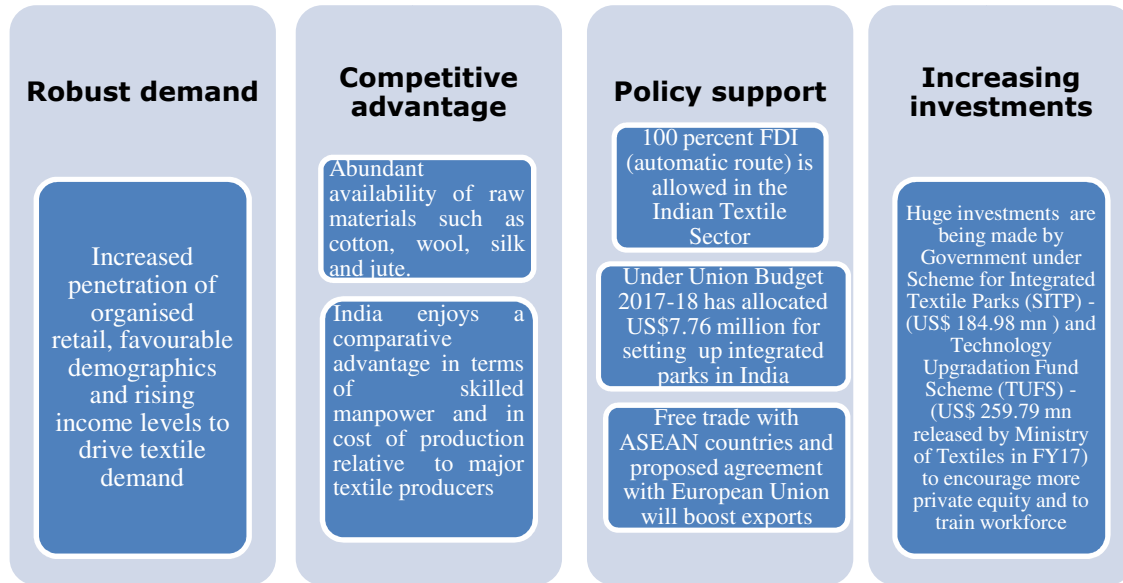 Robust demand
Increased
penetration of
organised
retail, favourable
demographics
and rising
income levels to
drive textile
demand
Competitive
advantage
Abundant
availability of raw
materials such as
cotton, wool, silk
and jute.
India enjoys a
comparative
advantage in terms
of skilled
manpower and in
cost of production
relative to major
textile producers
Policy support
100 percent FDI
(automatic route) is
allowed in the
Indian Textile
Sector
Under Union Budget
2017-18 has allocated
US$7.76 million for
setting up integrated
parks in India
Free trade with
ASEAN countries and
proposed agreement
with European Union
will boost exports
Increasing
investments
Huge investments are
being made by
Government under
Scheme for Integrated
Textile Parks (SITP) -
(US$ 184.98 mn ) and
Technology
Upgradation Fund
Scheme (TUFS) -
(US$ 259.79 mn
released by Ministry
of Textiles in FY17)
to encourage more
private equity and to
train workforce